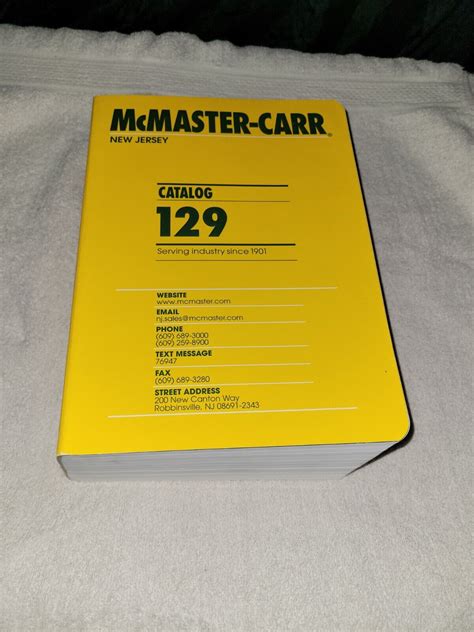 McMASTER-CARR®
NEW JERSEY
CATALOG
129
Serving industry since 1901
WEBSITE
www.mcmaster.com
EMAIL
nj.sales@mcmaster.com
PHONE
(609) 689-3000
(609) 259-8900
TEXT MESSAGE
76947
FAX
(609) 689-3280
STREET ADDRESS
200 New Canton Way
Robbinsville, NJ 08691-2343